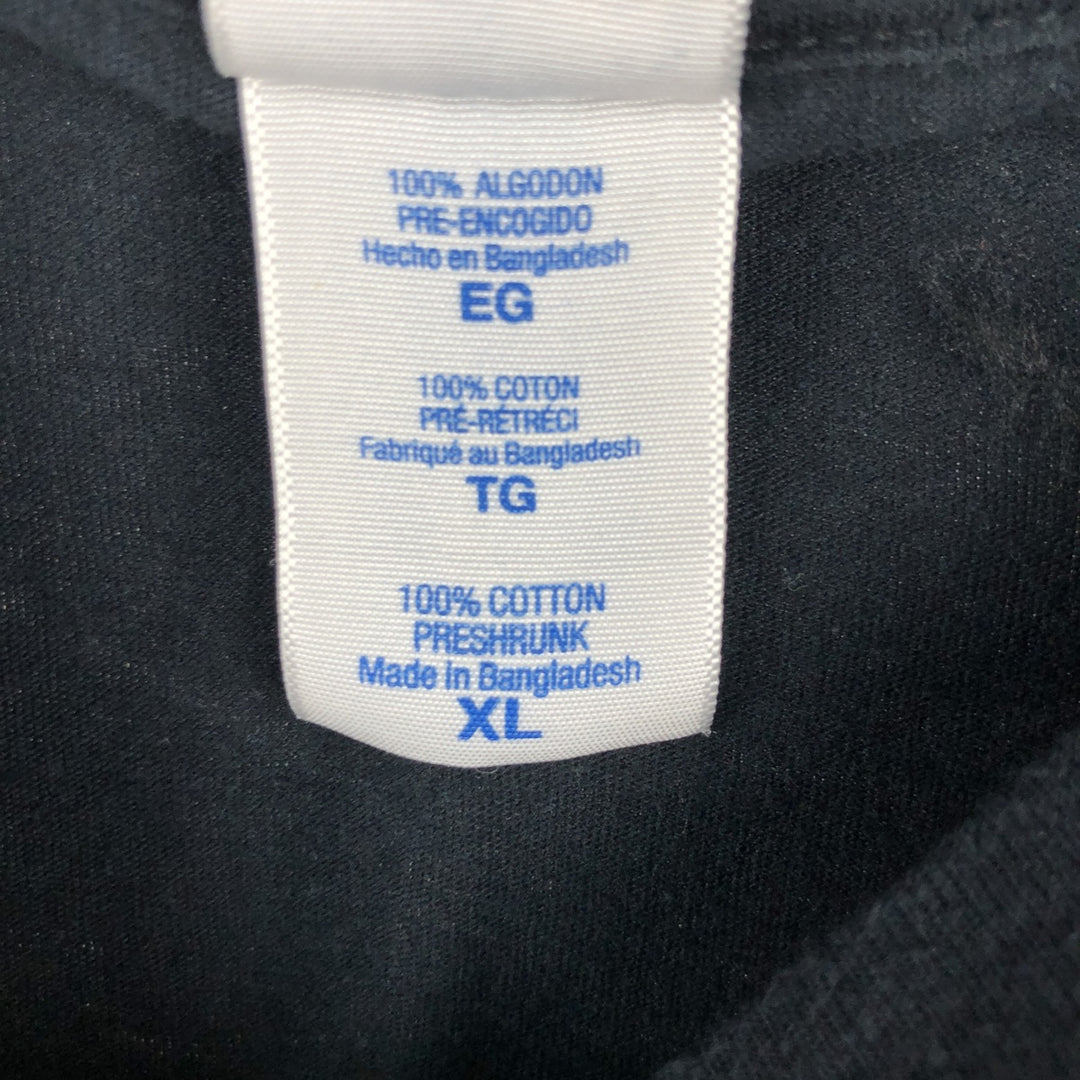 100% ALGODON
PRE-ENCOGIDO
Hecho en Bangladesh
EG
100% COTON
PRÉ-RÉTRÉCI
Fabriqué au Bangladesh
TG
100% COTTON
PRESHRUNK
Made in Bangladesh
XL